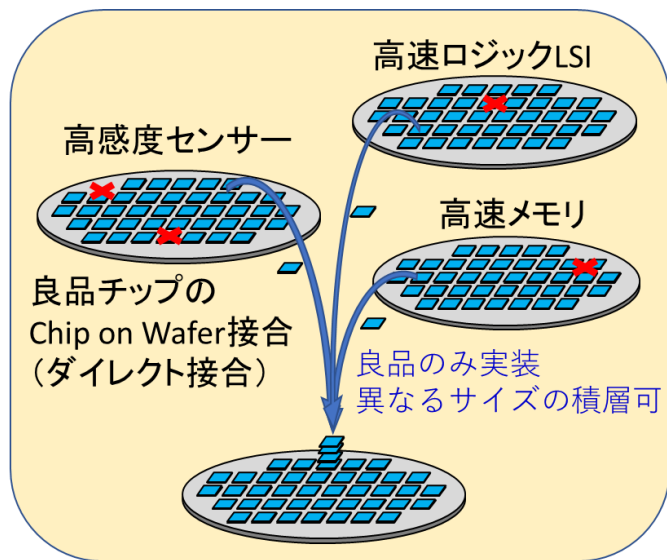 高速ロジックLSI
高感度センサー
高速メモリ
良品チップの
Chip on Wafer接合
（ダイレクト接合）
良品のみ実装
異なるサイズの積層可